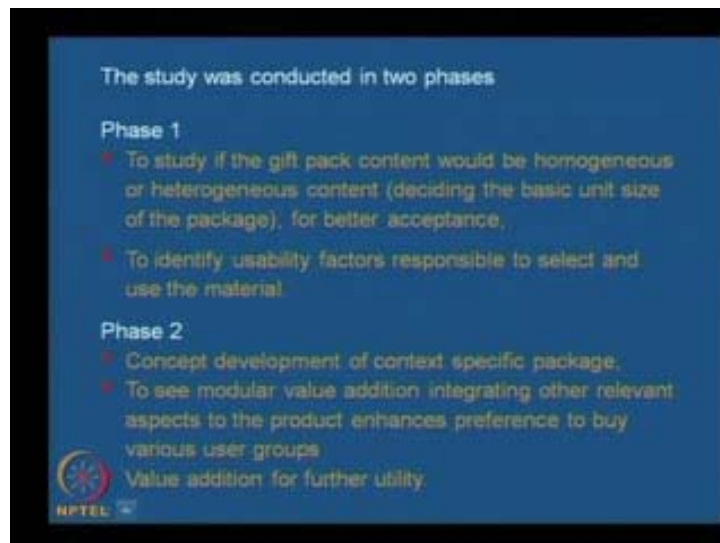 The study was conducted in two phases
Phase 1
To study if the gift pack content would be homogeneous
or heterogeneous content (deciding the basic unit size
of the package), for better acceptance,
To identify usability factors responsible to select and
use the material.
Phase 2
Concept development of context specific package,
To see modular value addition integrating other relevant
aspects to the product enhances preference to buy
various user groups
Value addition for further utility.
NPTEL